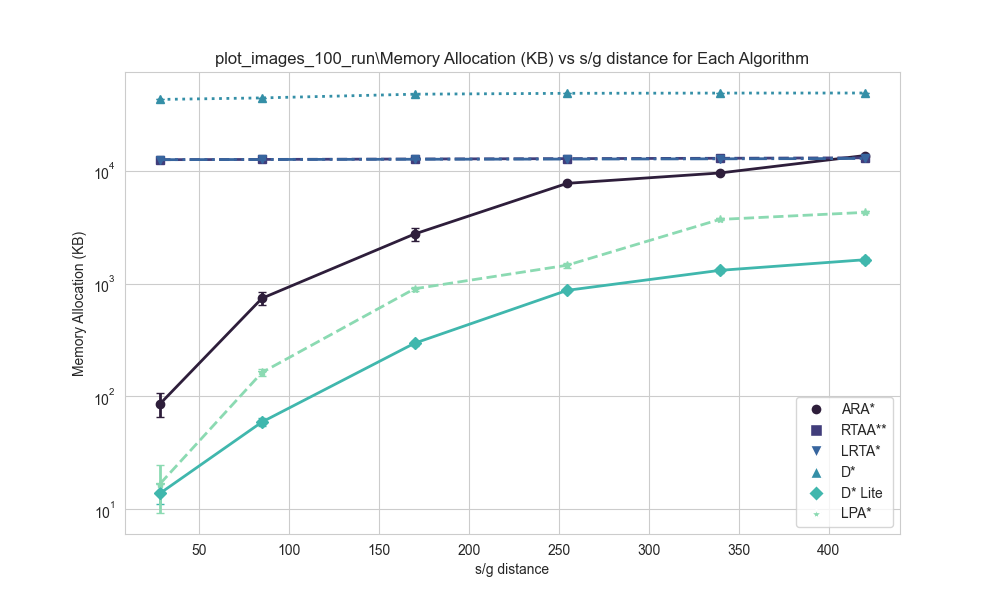 plot_images_100_run\Memory Allocation (KB) vs s/g distance for Each Algorithm
Memory Allocation (KB)
10^4
10^3
10^2
10^1
50 100 150 200 250 300 350 400
s/g distance
ARA*
RTAA**
LRTA*
D*
D* Lite
LPA*